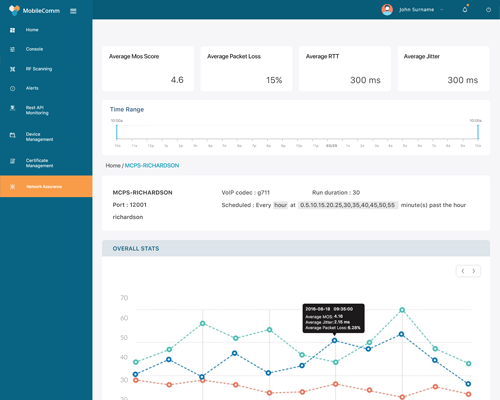 MobileComm
John Surname
Home
Console
RF Scanning
Alerts
Rest API
Monitoring
Device
Management
Certificate
Management
Network Assurance
Average Mos Score
4.6
Average Packet Loss
15%
Average RTT
300 ms
Average Jitter
300 ms
Time Range
10:00a
10:00a
Home / MCPS-RICHARDSON
MCPS-RICHARDSON
VoIP codec : g711
Run duration : 30
Port : 12001
Scheduled : Every hour at 0.5.10.15.20.25,30,35,40,45,50,55 minute(s) past the hour
richardson
OVERALL STATS
70
60
50
40
30
20
2016-06-18 09:35:00
Average MOS: 4.16
Average Jitter: 2.15 ms
Average Packet Loss: 6.28%